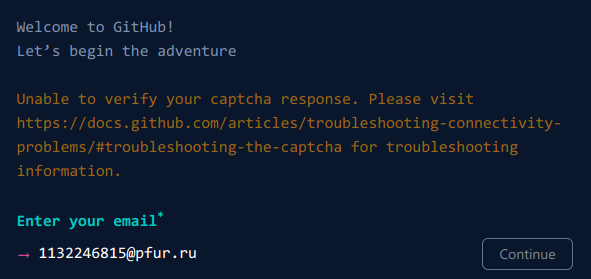 Welcome to GitHub!
Let’s begin the adventure
Unable to verify your captcha response. Please visit
https://docs.github.com/articles/troubleshooting-connectivity-
problems/#troubleshooting-the-captcha for troubleshooting
information.
Enter your email*
→ 1132246815@pfur.ru
Continue